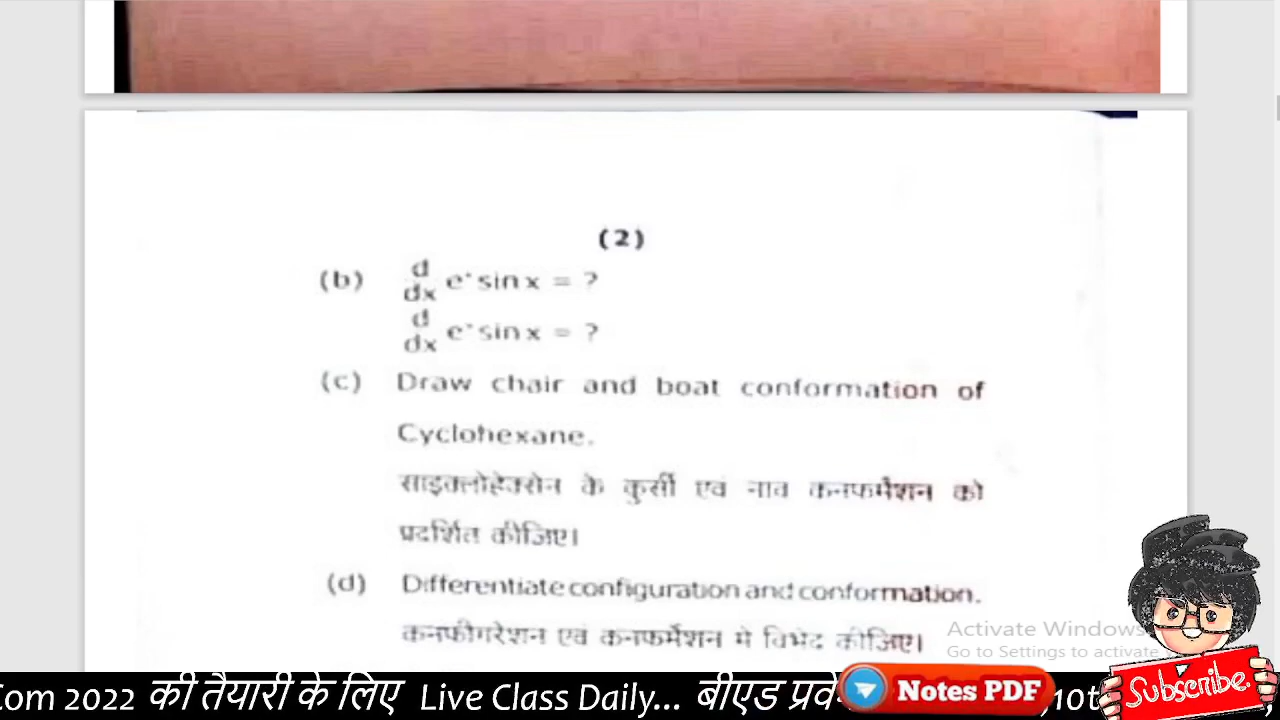 (2)
(b) d/dx e sin x = ?
d/dx e sin x = ?
(c) Draw chair and boat conformation of
Cyclohexane.
साइक्लोहेक्सेन के कुर्सी एवं नाव कनफर्मेशन को
प्रदर्शित कीजिए।
(d) Differentiate configuration and conformation.
कनफीगरेशन एवं कनफर्मेशन मे विभेद कीजिए।
Activate Windows
Go to Settings to activate
Com 2022 की तैयारी के लिए Live Class Daily... बीएड
Notes PDF
Subscribe.